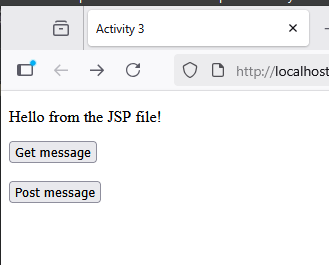 Activity 3
http://localhost
Hello from the JSP file!
Get message
Post message